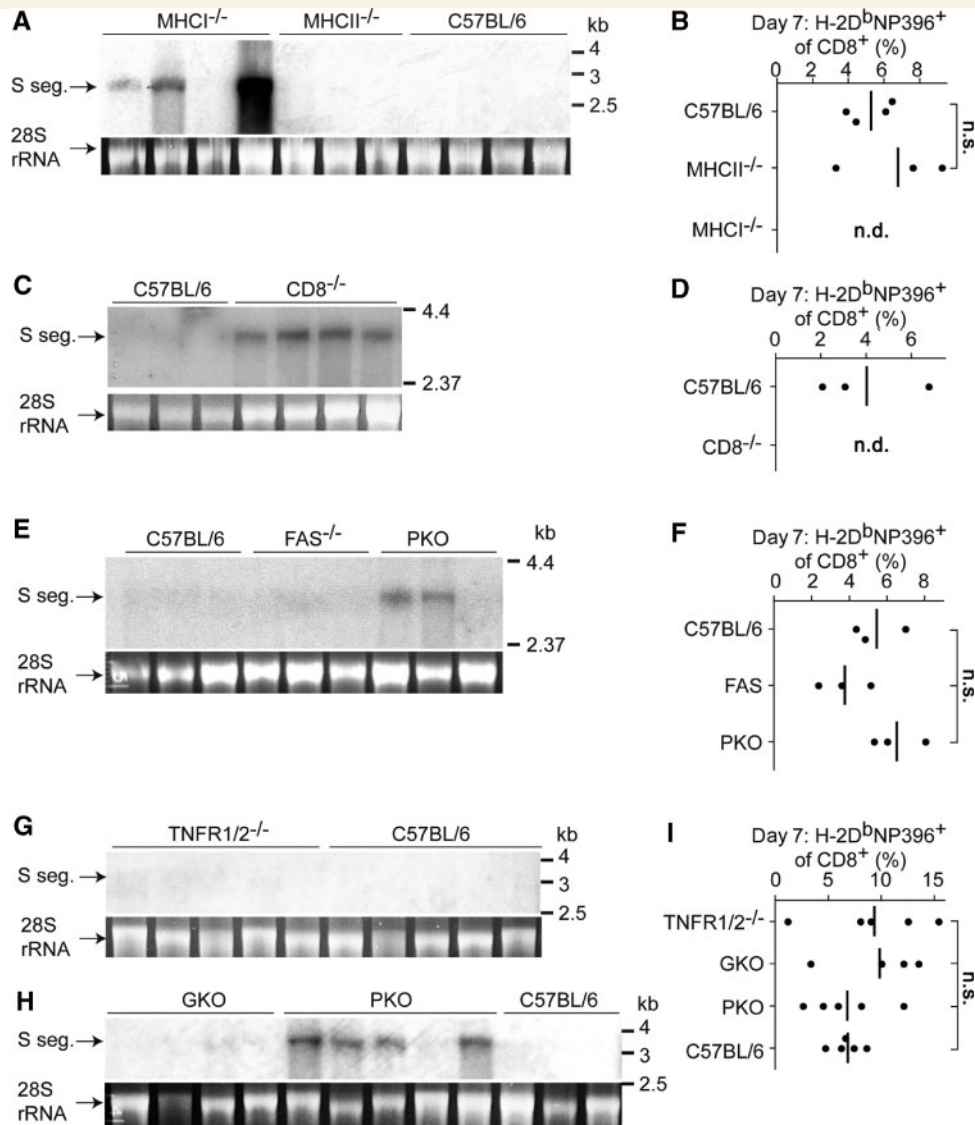 A
MHCI-/- MHCII-/- C57BL/6 kb
4
S seg. 3
2.5
28S
rRNA
B
Day 7: H-2DbNP396+
of CD8+ (%)
0 2 4 6 8
C57BL/6
MHCII-/-
n.s.
MHCI-/- n.d.
C
C57BL/6 CD8-/-
4.4
S seg.
2.37
28S
rRNA
D
Day 7: H-2DbNP396+
of CD8+ (%)
0 2 4 6
C57BL/6
CD8-/- n.d.
E
C57BL/6 FAS-/- PKO kb
4.4
S seg.
2.37
28S
rRNA
F
Day 7: H-2DbNP396+
of CD8+ (%)
0 2 4 6 8
C57BL/6
FAS
n.s.
PKO
G
TNFR1/2-/- C57BL/6 kb
4
S seg. 3
2.5
28S
rRNA
H
GKO PKO C57BL/6 kb
4
S seg. 3
2.5
28S
rRNA
I
Day 7: H-2DbNP396+
of CD8+ (%)
0 5 10 15
TNFR1/2-/-
GKO
n.s.
PKO
C57BL/6